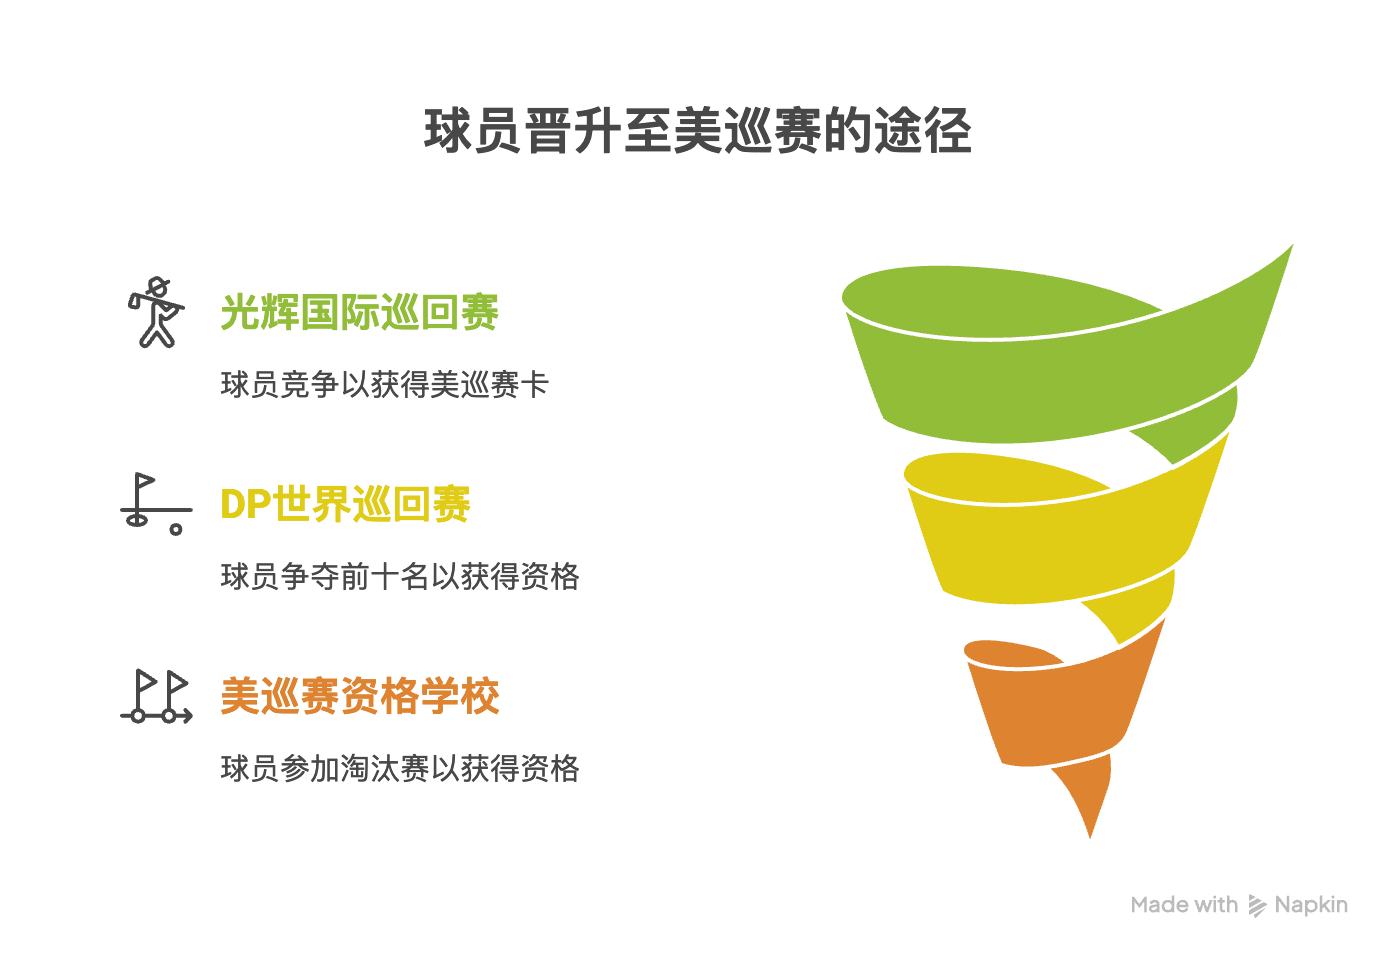 球员晋升至美巡赛的途径
光辉国际巡回赛
球员竞争以获得美巡赛卡
DP世界巡回赛
球员争夺前十名以获得资格
美巡赛资格学校
球员参加淘汰赛以获得资格
Made with Napkin